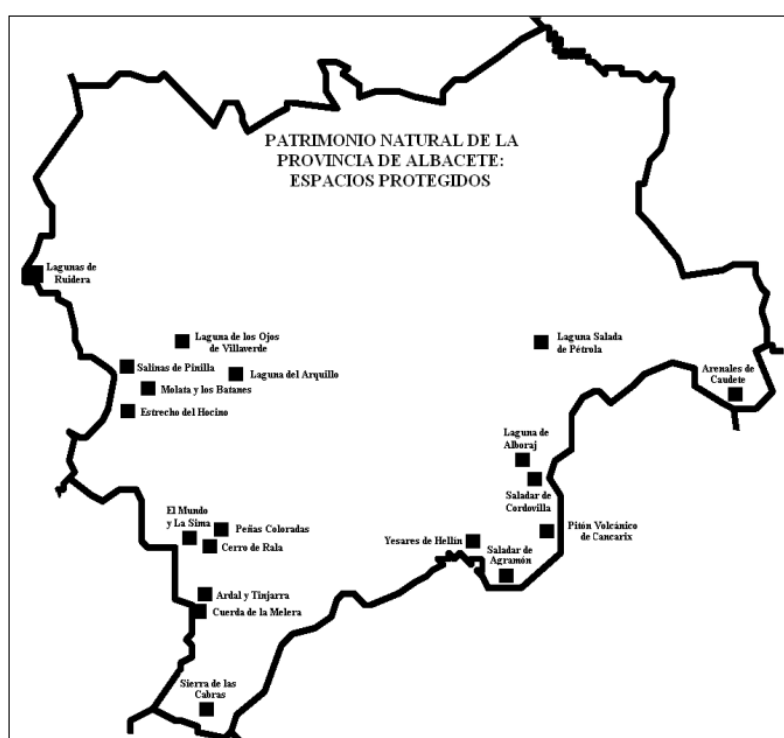 PATRIMONIO NATURAL DE LA
PROVINCIA DE ALBACETE:
ESPACIOS PROTEGIDOS
Lagunas de
Ruidera
Laguna de los Ojos
de Villaverde
Laguna Salada
de Pétrola
Salinas de Pinilla
Laguna del Arquillo
Arenales de
Caudete
Molata y los Batanes
Estrecho del Hocino
Laguna de
Alboraj
Saladar de
Cordovilla
El Mundo
y La Sima
Peñas Coloradas
Cerro de Rala
Yesares de Hellín
Pitón Volcánico
de Cancarix
Saladar de
Agramón
Ardal y Tinjarra
Cuerda de la Melera
Sierra de las
Cabras